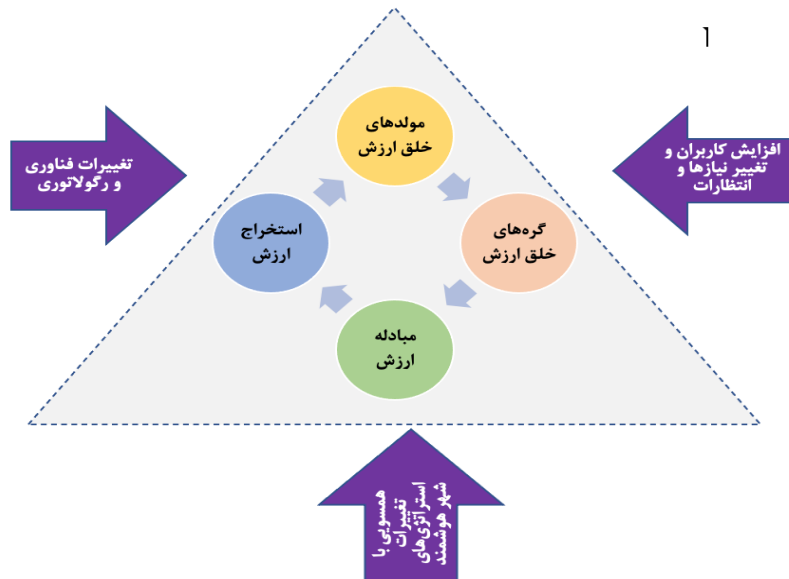 مولدهای
خلق ارزش
افزایش کاربران و
تغییر نیازها و
انتظارات
تغییرات فناوری
و رگولاتوری
گره‌های
خلق ارزش
استخراج
ارزش
مبادله
ارزش
همسویی با
تغییرات
استراتژی‌های
شهر هوشمند